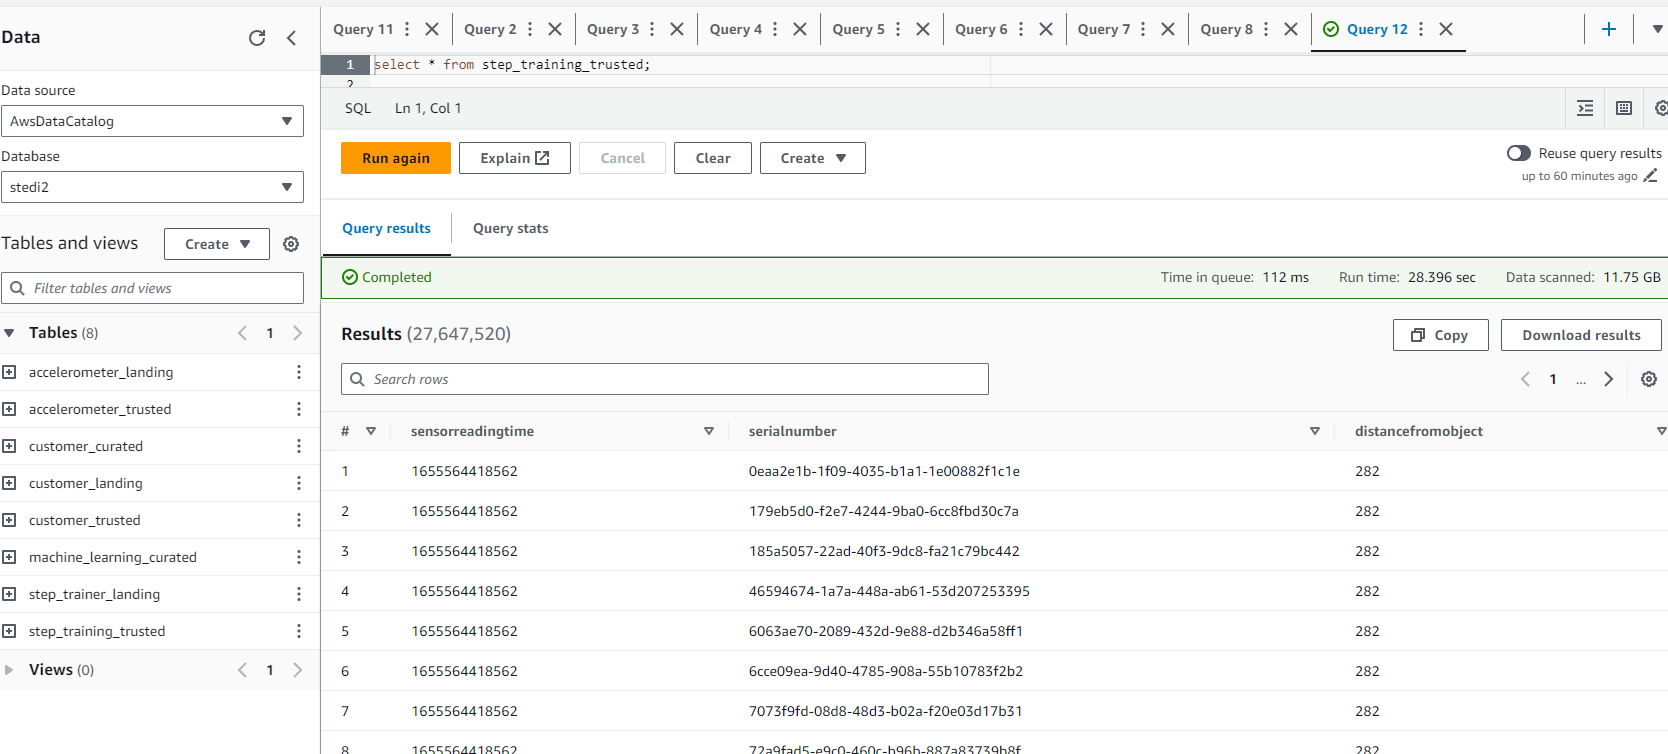 Data
Query 11
Query 2
Query 3
Query 4
Query 5
Query 6
Query 7
Query 8
Query 12
1 select * from step_training_trusted;
2
SQL Ln 1, Col 1
Data source
AwsDataCatalog
Database
stedi2
Run again
Explain
Cancel
Clear
Create
Reuse query results
up to 60 minutes ago
Tables and views
Create
Filter tables and views
Query results
Query stats
Completed
Time in queue: 112 ms Run time: 28.396 sec Data scanned: 11.75 GB
Tables (8) 1
accelerometer_landing
accelerometer_trusted
customer_curated
customer_landing
customer_trusted
machine_learning_curated
step_trainer_landing
step_training_trusted
Views (0) 1
Results (27,647,520)
Copy
Download results
Search rows
1 ...
# sensorreadingtime serialnumber distancefromobject
1 1655564418562 0eaa2e1b-1f09-4035-b1a1-1e00882f1c1e 282
2 1655564418562 179eb5d0-f2e7-4244-9ba0-6cc8fbd30c7a 282
3 1655564418562 185a5057-22ad-40f3-9dc8-fa21c79bc442 282
4 1655564418562 46594674-1a7a-448a-ab61-53d207253395 282
5 1655564418562 6063ae70-2089-432d-9e88-d2b346a58ff1 282
6 1655564418562 6cce09ea-9d40-4785-908a-55b10783f2b2 282
7 1655564418562 7073f9fd-08d8-48d3-b02a-f20e03d17b31 282
8 1655564418562 72a9fad5-e9c0-460c-b96b-887a83739b8f 282